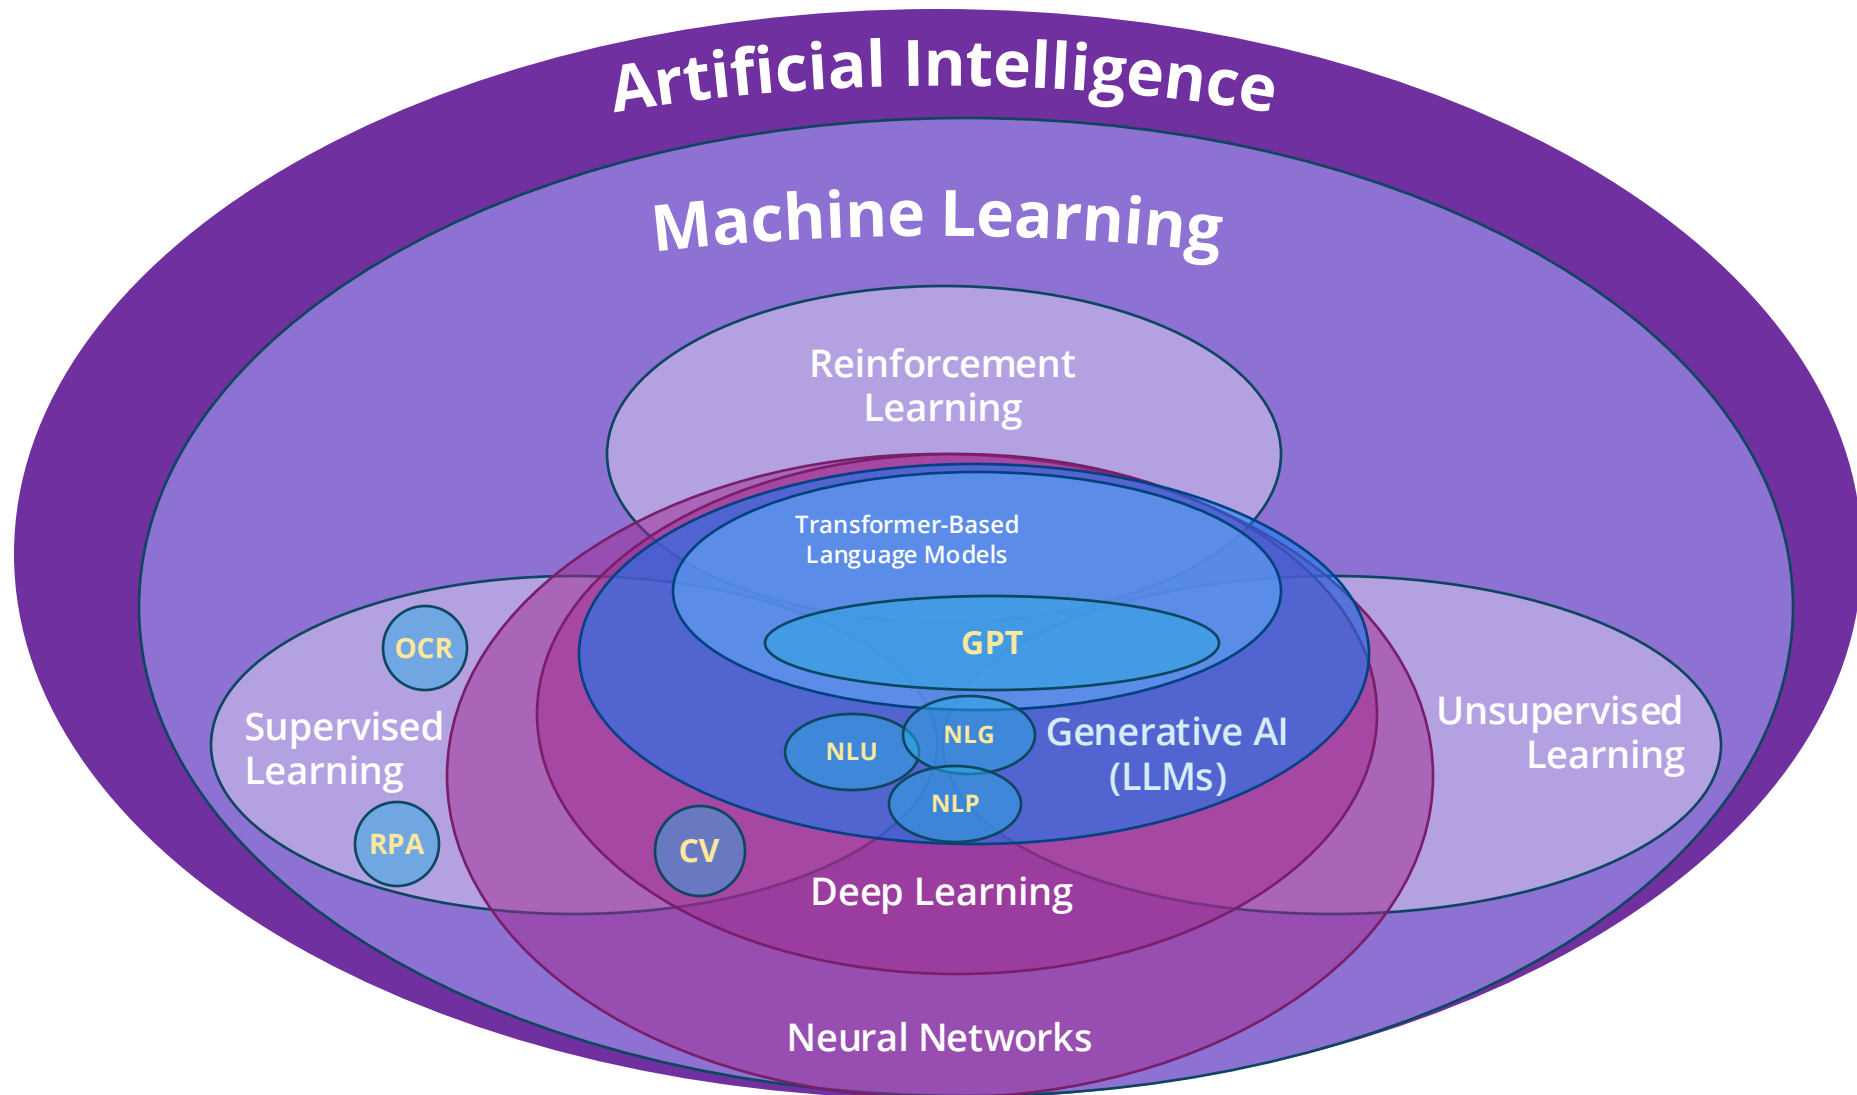 Artificial Intelligence
Machine Learning
Reinforcement
Learning
Transformer-Based
Language Models
GPT
OCR
Supervised
Learning
RPA
NLU
NLG
NLP
Generative AI
(LLMs)
Unsupervised
Learning
CV
Deep Learning
Neural Networks